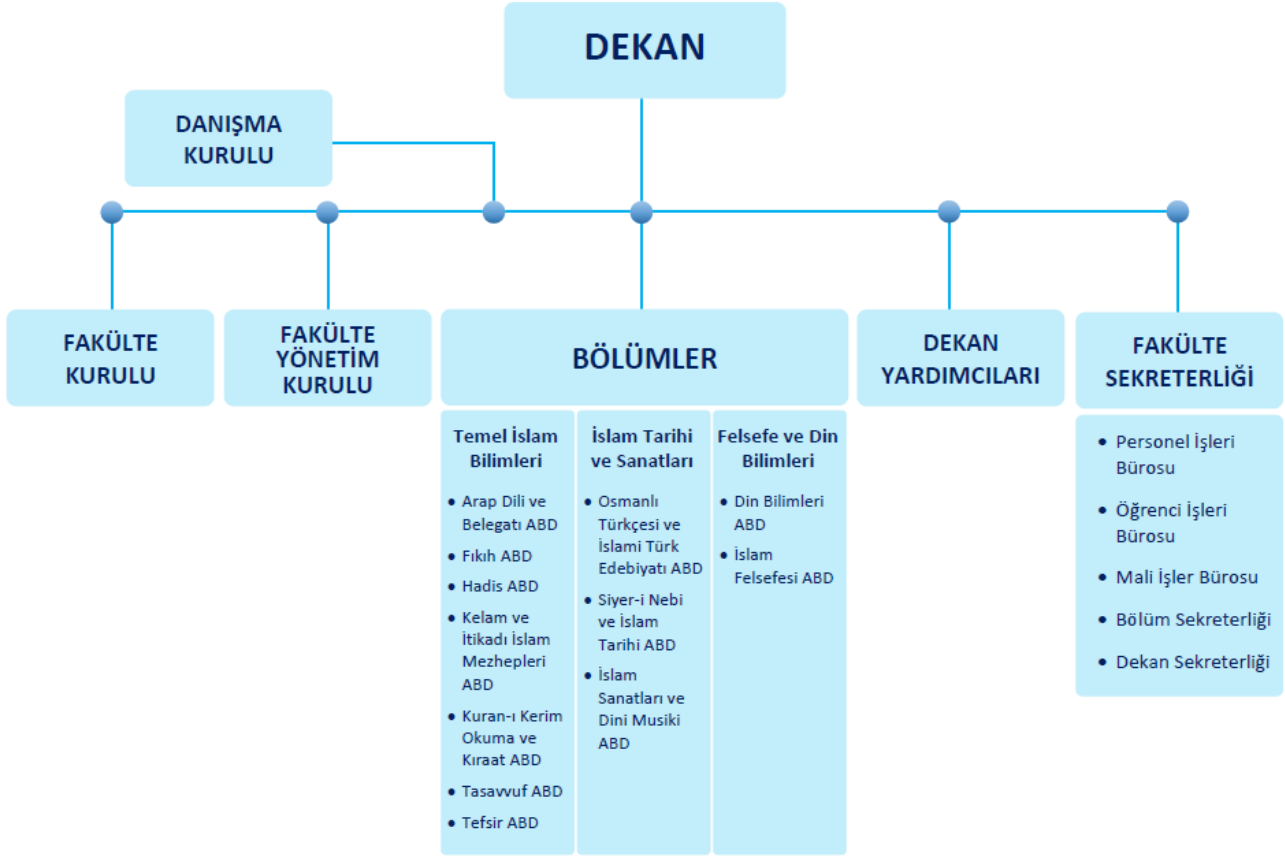 DEKAN
DANIŞMA
KURULU
FAKÜLTE
KURULU
FAKÜLTE
YÖNETİM
KURULU
BÖLÜMLER
DEKAN
YARDIMCILARI
FAKÜLTE
SEKRETERLİĞİ
Temel İslam
Bilimleri
• Arap Dili ve
Belegatı ABD
• Fıkıh ABD
• Hadis ABD
• Kelam ve
İtikadı İslam
Mezhepleri
ABD
• Kuran-ı Kerim
Okuma ve
Kıraat ABD
• Tasavvuf ABD
• Tefsir ABD
İslam Tarihi
ve Sanatları
• Osmanlı
Türkçesi ve
İslami Türk
Edebiyatı ABD
• Siyer-i Nebi
ve İslam
Tarihi ABD
• İslam
Sanatları ve
Dini Musiki
ABD
Felsefe ve Din
Bilimleri
• Din Bilimleri
ABD
• İslam
Felsefesi ABD
• Personel İşleri
Bürosu
• Öğrenci İşleri
Bürosu
• Mali İşler Bürosu
• Bölüm Sekreterliği
• Dekan Sekreterliği